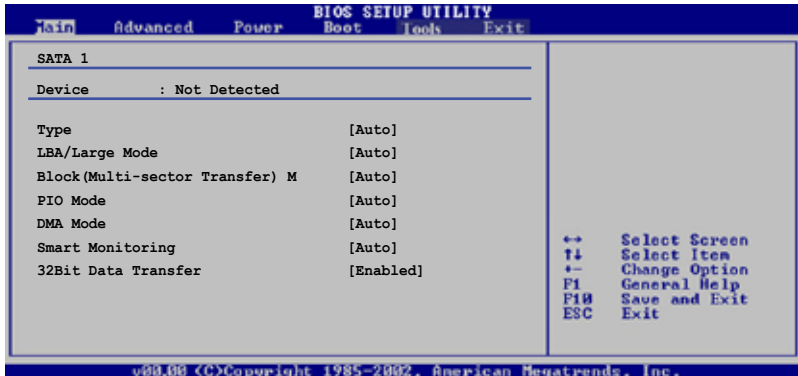 BIOS SETUP UTILITY
Main Advanced Power Boot Tools Exit
SATA 1
Device : Not Detected
Type [Auto]
LBA/Large Mode [Auto]
Block(Multi-sector Transfer) M [Auto]
PIO Mode [Auto]
DMA Mode [Auto]
Smart Monitoring [Auto]
32Bit Data Transfer [Enabled]
←→ Select Screen
↑↓ Select Item
+- Change Option
F1 General Help
F10 Save and Exit
ESC Exit
v00.00 (C)Copyright 1985-2002, American Megatrends, Inc.